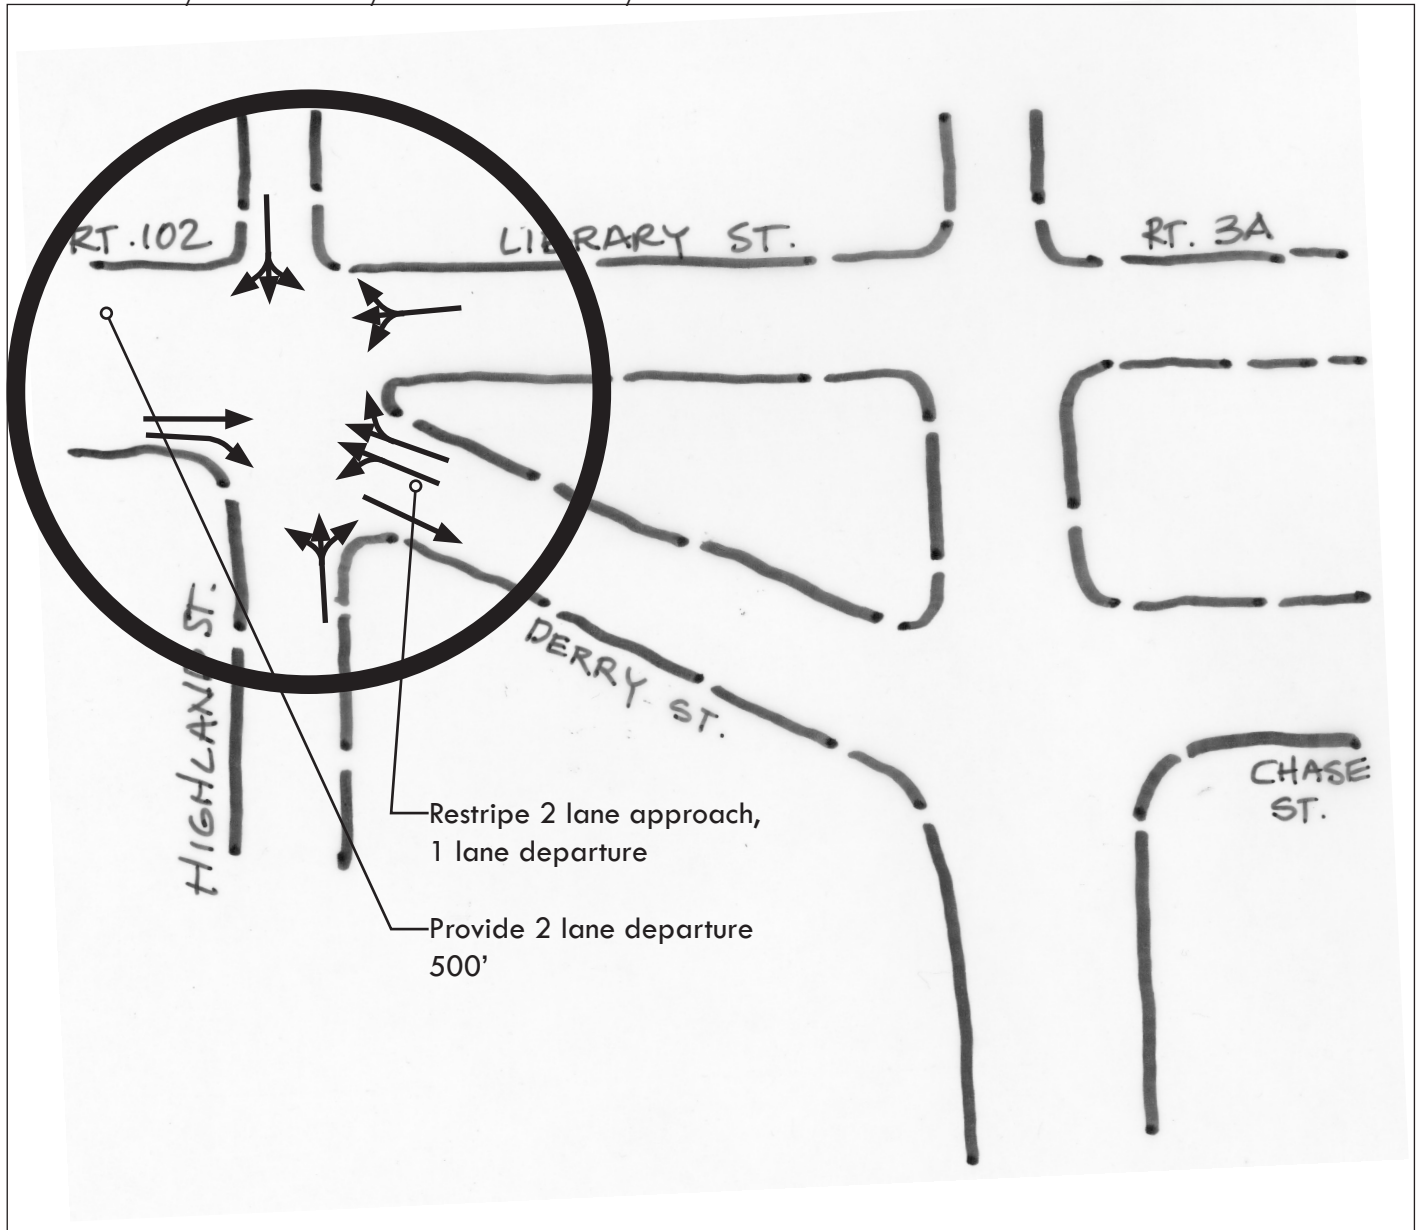 RT. 102
LIBRARY ST.
RT. 3A
HIGHLAND ST.
DERRY ST.
CHASE
ST.
Restripe 2 lane approach,
1 lane departure
Provide 2 lane departure
500’